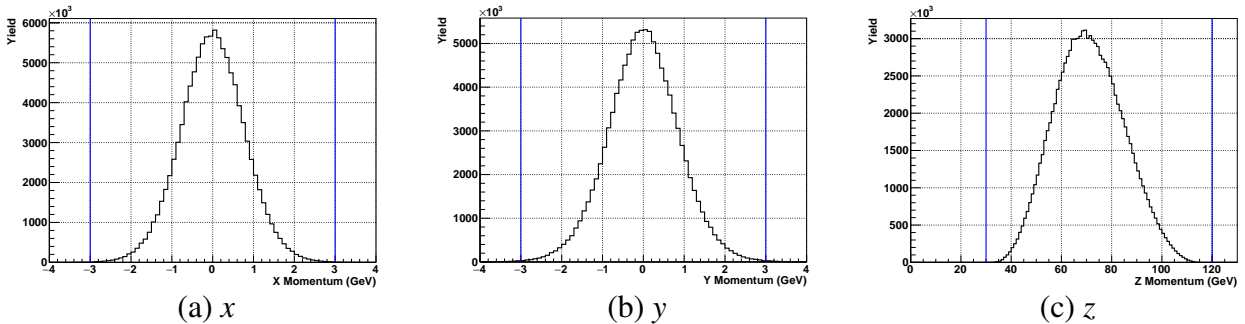 ×10³
Yield
6000
5000
4000
3000
2000
1000
0
−4 −3 −2 −1 0 1 2 3 4
X Momentum (GeV)
(a) x
×10³
Yield
5000
4000
3000
2000
1000
0
−4 −3 −2 −1 0 1 2 3 4
Y Momentum (GeV)
(b) y
×10³
Yield
3000
2500
2000
1500
1000
500
0
0 20 40 60 80 100 120
Z Momentum (GeV)
(c) z